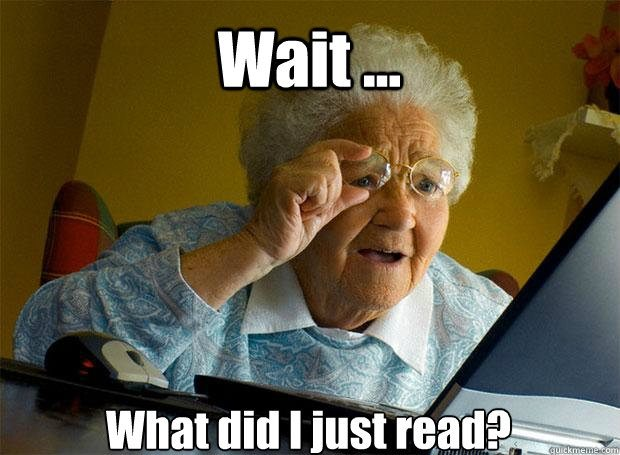 Wait ...
What did I just read?
quickmeme.com